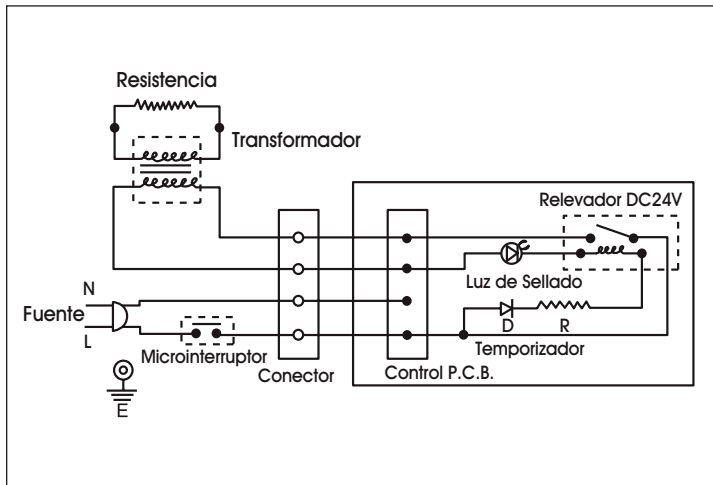 Resistencia
Transformador
Relevador DC24V
Luz de Sellado
N
Fuente
L
D
R
Microinterruptor
Temporizador
Conector
Control P.C.B.
E